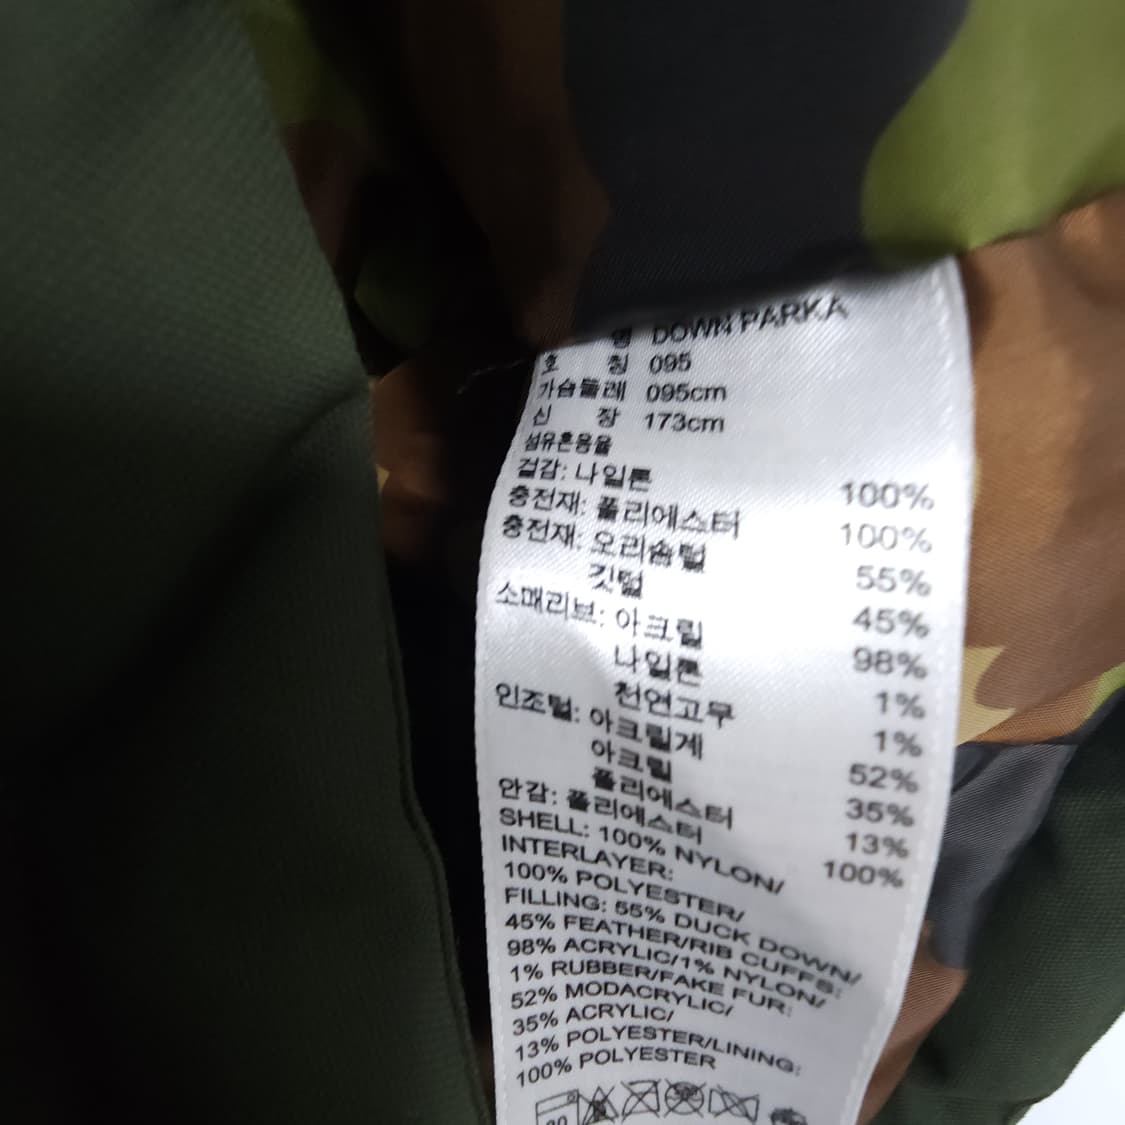 명 DOWN PARKA
호 칭 095
가슴둘레 095cm
신 장 173cm
섬유혼용율
겉감: 나일론 100%
충전재: 폴리에스터 100%
충전재: 오리솜털 55%
깃털 45%
소매리브: 아크릴 98%
나일론 1%
천연고무 1%
인조털: 아크릴계 52%
아크릴 35%
폴리에스터 13%
안감: 폴리에스터 100%
SHELL: 100% NYLON/
INTERLAYER:
100% POLYESTER/
FILLING: 55% DUCK DOWN/
45% FEATHER/RIB CUFFS:
98% ACRYLIC/1% NYLON/
1% RUBBER/FAKE FUR:
52% MODACRYLIC/
35% ACRYLIC/
13% POLYESTER/LINING:
100% POLYESTER